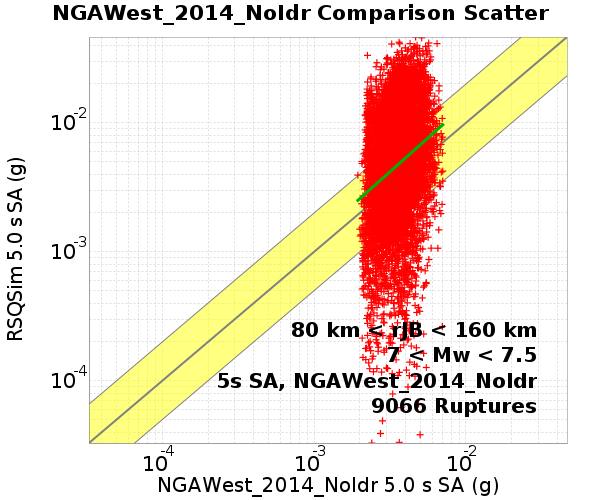 NGAWest_2014_NoIdr Comparison Scatter
RSQSim 5.0 s SA (g)
10-2
10-3
10-4
80 km < rJB < 160 km
7 < Mw < 7.5
5s SA, NGAWest_2014_NoIdr
9066 Ruptures
10-4 10-3 10-2
NGAWest_2014_NoIdr 5.0 s SA (g)